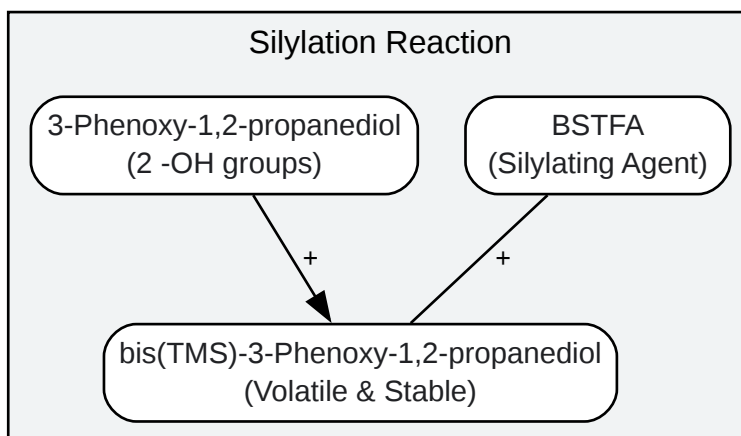 Silylation Reaction
3-Phenoxy-1,2-propanediol
(2 -OH groups)
BSTFA
(Silylating Agent)
+
+
bis(TMS)-3-Phenoxy-1,2-propanediol
(Volatile & Stable)